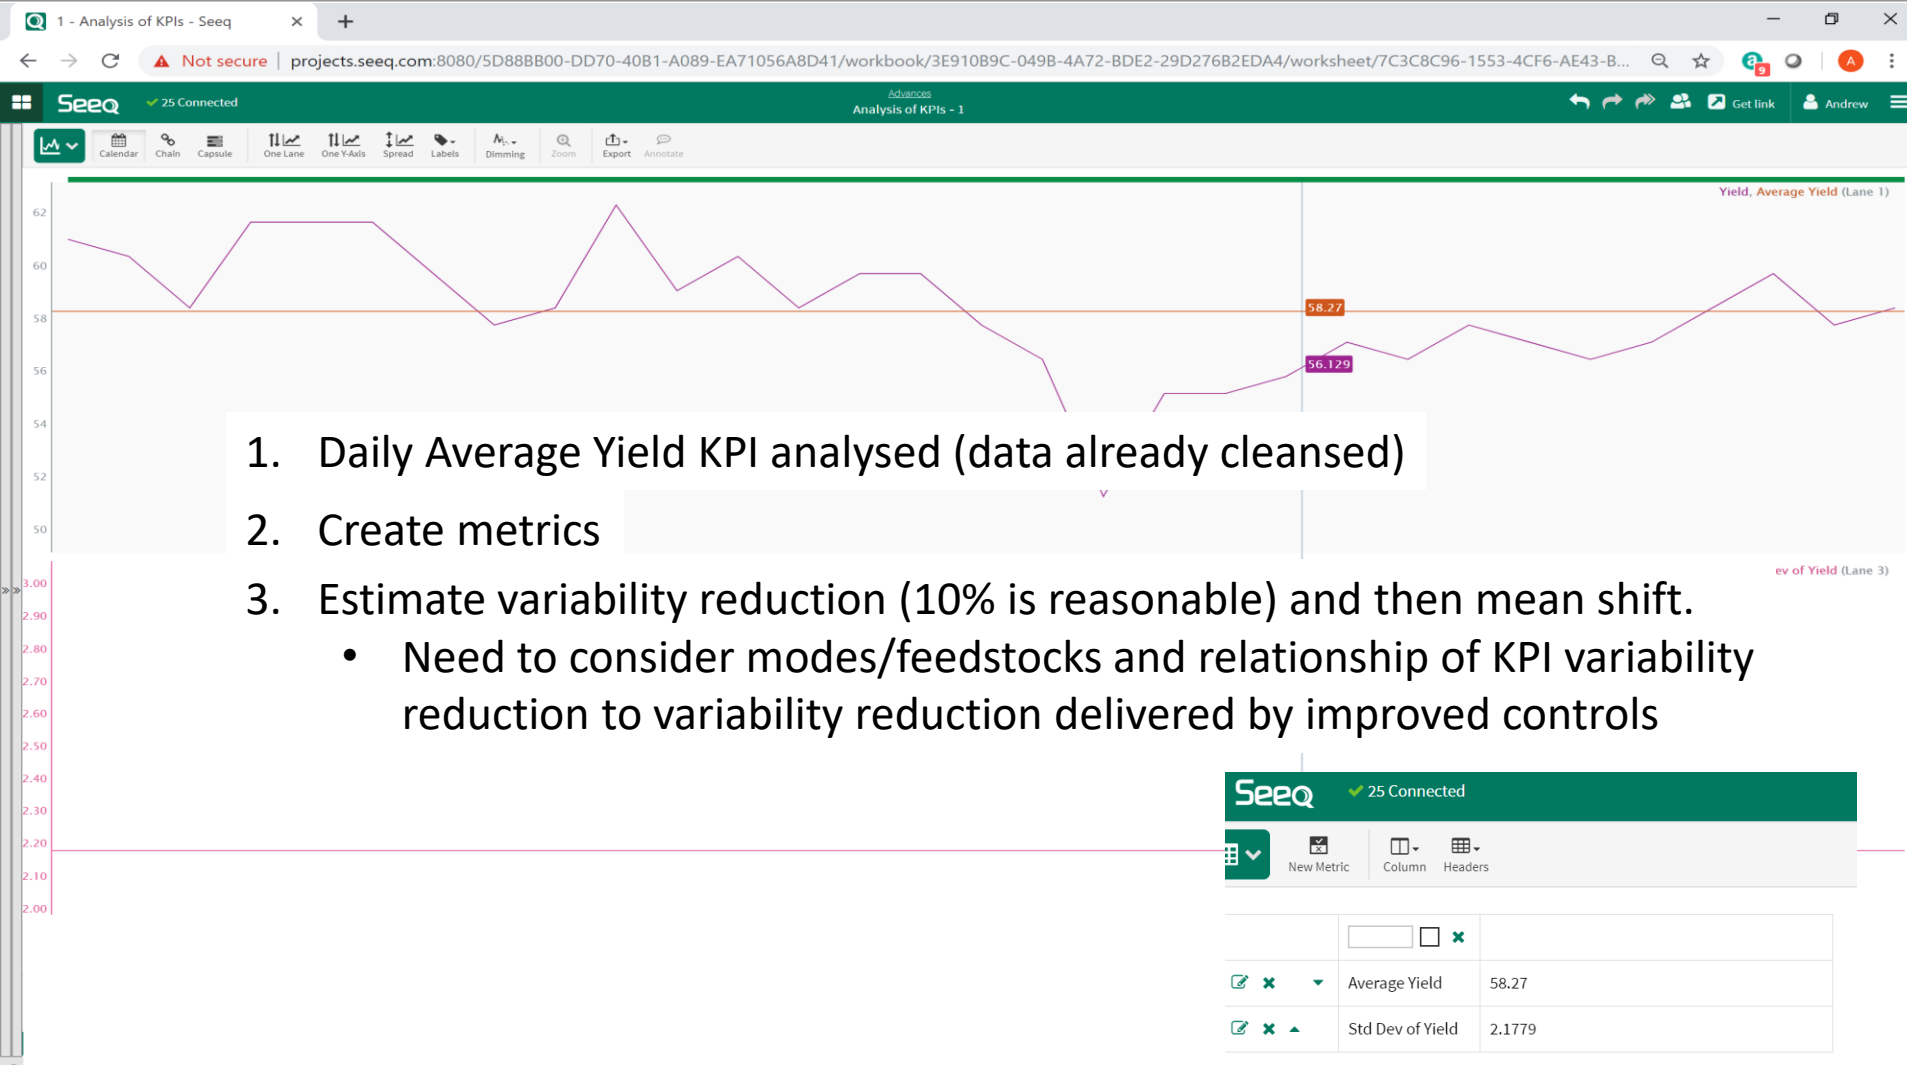 1 - Analysis of KPIs - Seeq
Not secure | projects.seeq.com:8080/5D88BB00-DD70-40B1-A089-EA71056A8D41/workbook/3E910B9C-049B-4A72-BDE2-29D276B2EDA4/worksheet/7C3C8C96-1553-4CF6-AE43-B...
9
A
Seeq
25 Connected
Advances
Analysis of KPIs - 1
Get link
Andrew
Calendar Chain Capsule One Lane One Y-Axis Spread Labels Dimming Zoom Export Annotate
Yield, Average Yield (Lane 1)
62
60
58
56
54
52
50
58.27
56.129
1. Daily Average Yield KPI analysed (data already cleansed)
2. Create metrics
3. Estimate variability reduction (10% is reasonable) and then mean shift.
• Need to consider modes/feedstocks and relationship of KPI variability
reduction to variability reduction delivered by improved controls
ev of Yield (Lane 3)
3.00
2.90
2.80
2.70
2.60
2.50
2.40
2.30
2.20
2.10
2.00
Seeq
25 Connected
New Metric Column Headers
Average Yield 58.27
Std Dev of Yield 2.1779